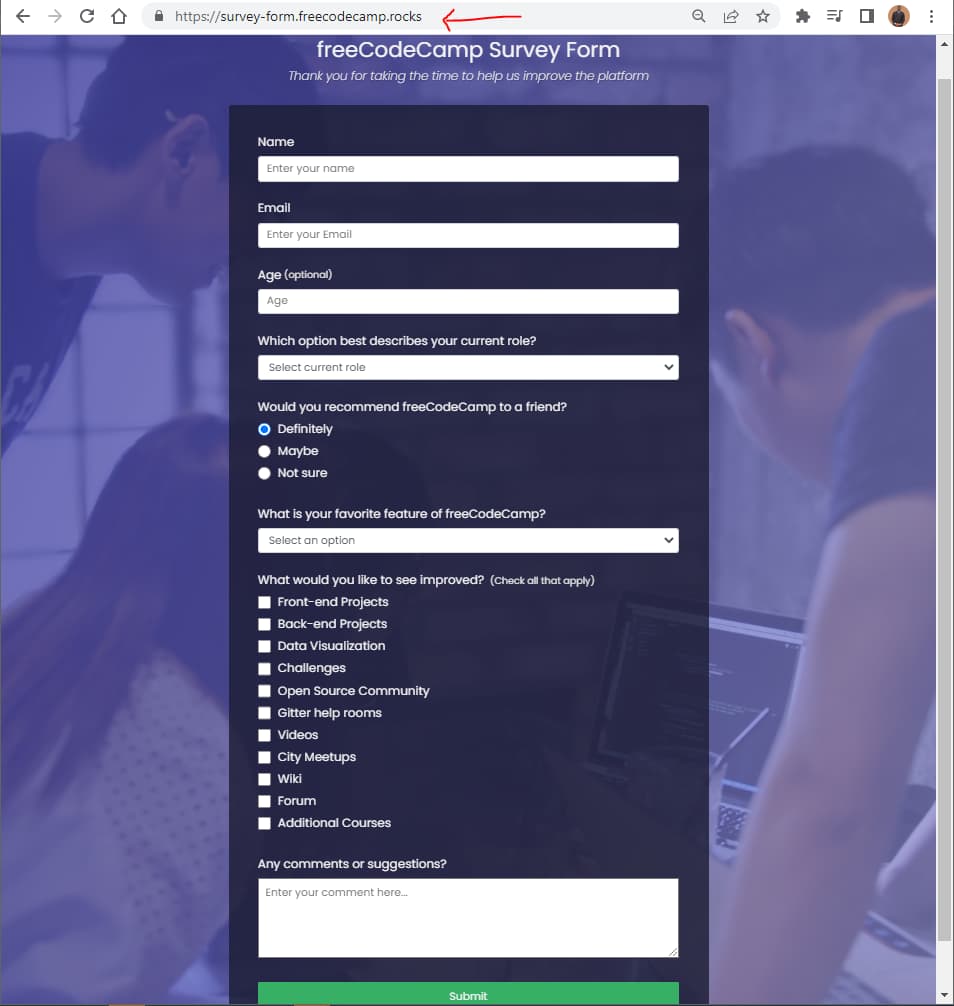 https://survey-form.freecodecamp.rocks
freeCodeCamp Survey Form
Thank you for taking the time to help us improve the platform
Name
Enter your name
Email
Enter your Email
Age (optional)
Age
Which option best describes your current role?
Select current role
Would you recommend freeCodeCamp to a friend?
Definitely
Maybe
Not sure
What is your favorite feature of freeCodeCamp?
Select an option
What would you like to see improved? (Check all that apply)
Front-end Projects
Back-end Projects
Data Visualization
Challenges
Open Source Community
Gitter help rooms
Videos
City Meetups
Wiki
Forum
Additional Courses
Any comments or suggestions?
Enter your comment here...
Submit